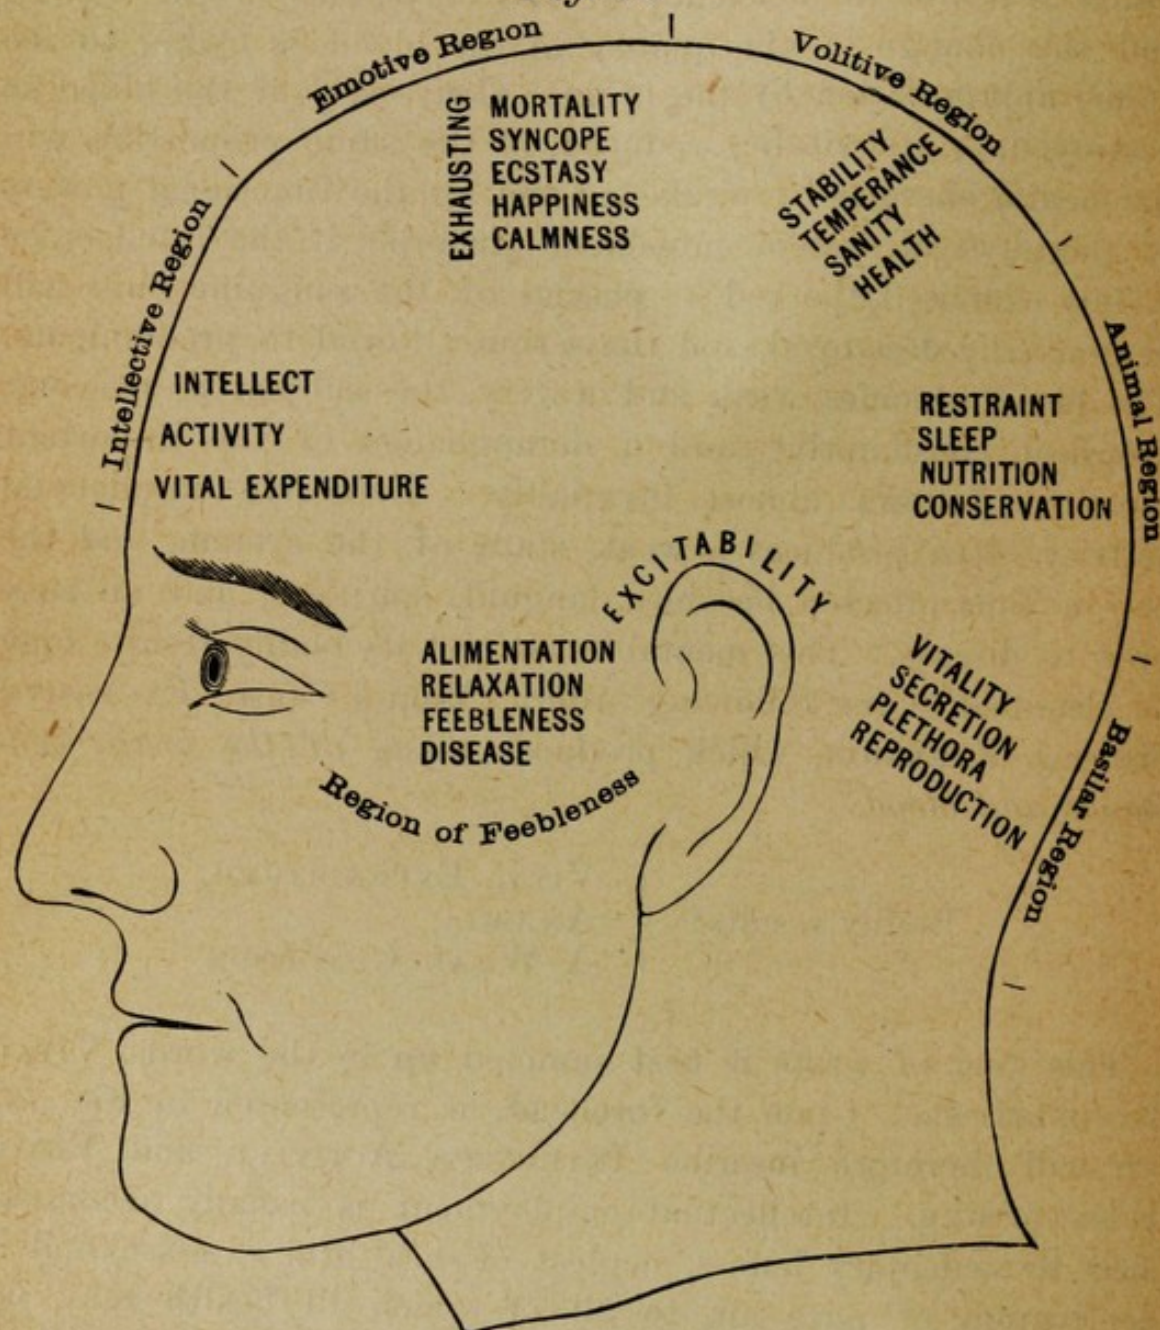 Emotive Region
Volitive Region
EXHAUSTING
MORTALITY
SYNCOPE
ECSTASY
HAPPINESS
CALMNESS
STABILITY
TEMPERANCE
SANITY
HEALTH
Intellective Region
INTELLECT
ACTIVITY
VITAL EXPENDITURE
Animal Region
RESTRAINT
SLEEP
NUTRITION
CONSERVATION
EXCITABILITY
ALIMENTATION
RELAXATION
FEEBLENESS
DISEASE
Region of Feebleness
VITALITY
SECRETION
PLETHORA
REPRODUCTION
Basilar Region